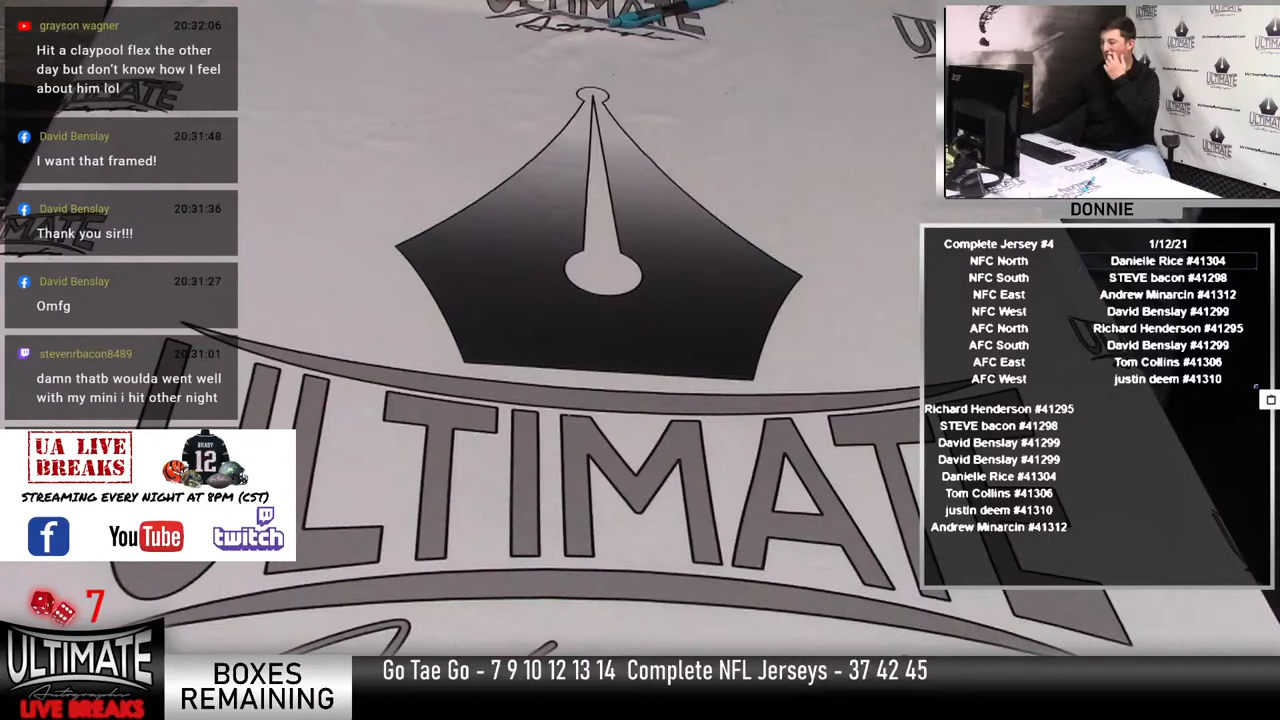 grayson wagner 20:32:06
Hit a claypool flex the other
day but don't know how I feel
about him lol
David Benslay 20:31:48
I want that framed!
David Benslay 20:31:36
Thank you sir!!!
David Benslay 20:31:27
Omfg
stevenrbacon8489 20:31:01
damn thatb woulda went well
with my mini i hit other night
UA LIVE
BREAKS
BRADY
12
STREAMING EVERY NIGHT AT 8PM (CST)
f YouTube twitch
ULTIMATE
DONNIE
Complete Jersey #4 1/12/21
NFC North Danielle Rice #41304
NFC South STEVE bacon #41298
NFC East Andrew Minarcin #41312
NFC West David Benslay #41299
AFC North Richard Henderson #41295
AFC South David Benslay #41299
AFC East Tom Collins #41306
AFC West justin deem #41310
Richard Henderson #41295
STEVE bacon #41298
David Benslay #41299
David Benslay #41299
Danielle Rice #41304
Tom Collins #41306
justin deem #41310
Andrew Minarcin #41312
7
ULTIMATE
Autographs
LIVE BREAKS
BOXES
REMAINING
Go Tae Go - 7 9 10 12 13 14 Complete NFL Jerseys - 37 42 45